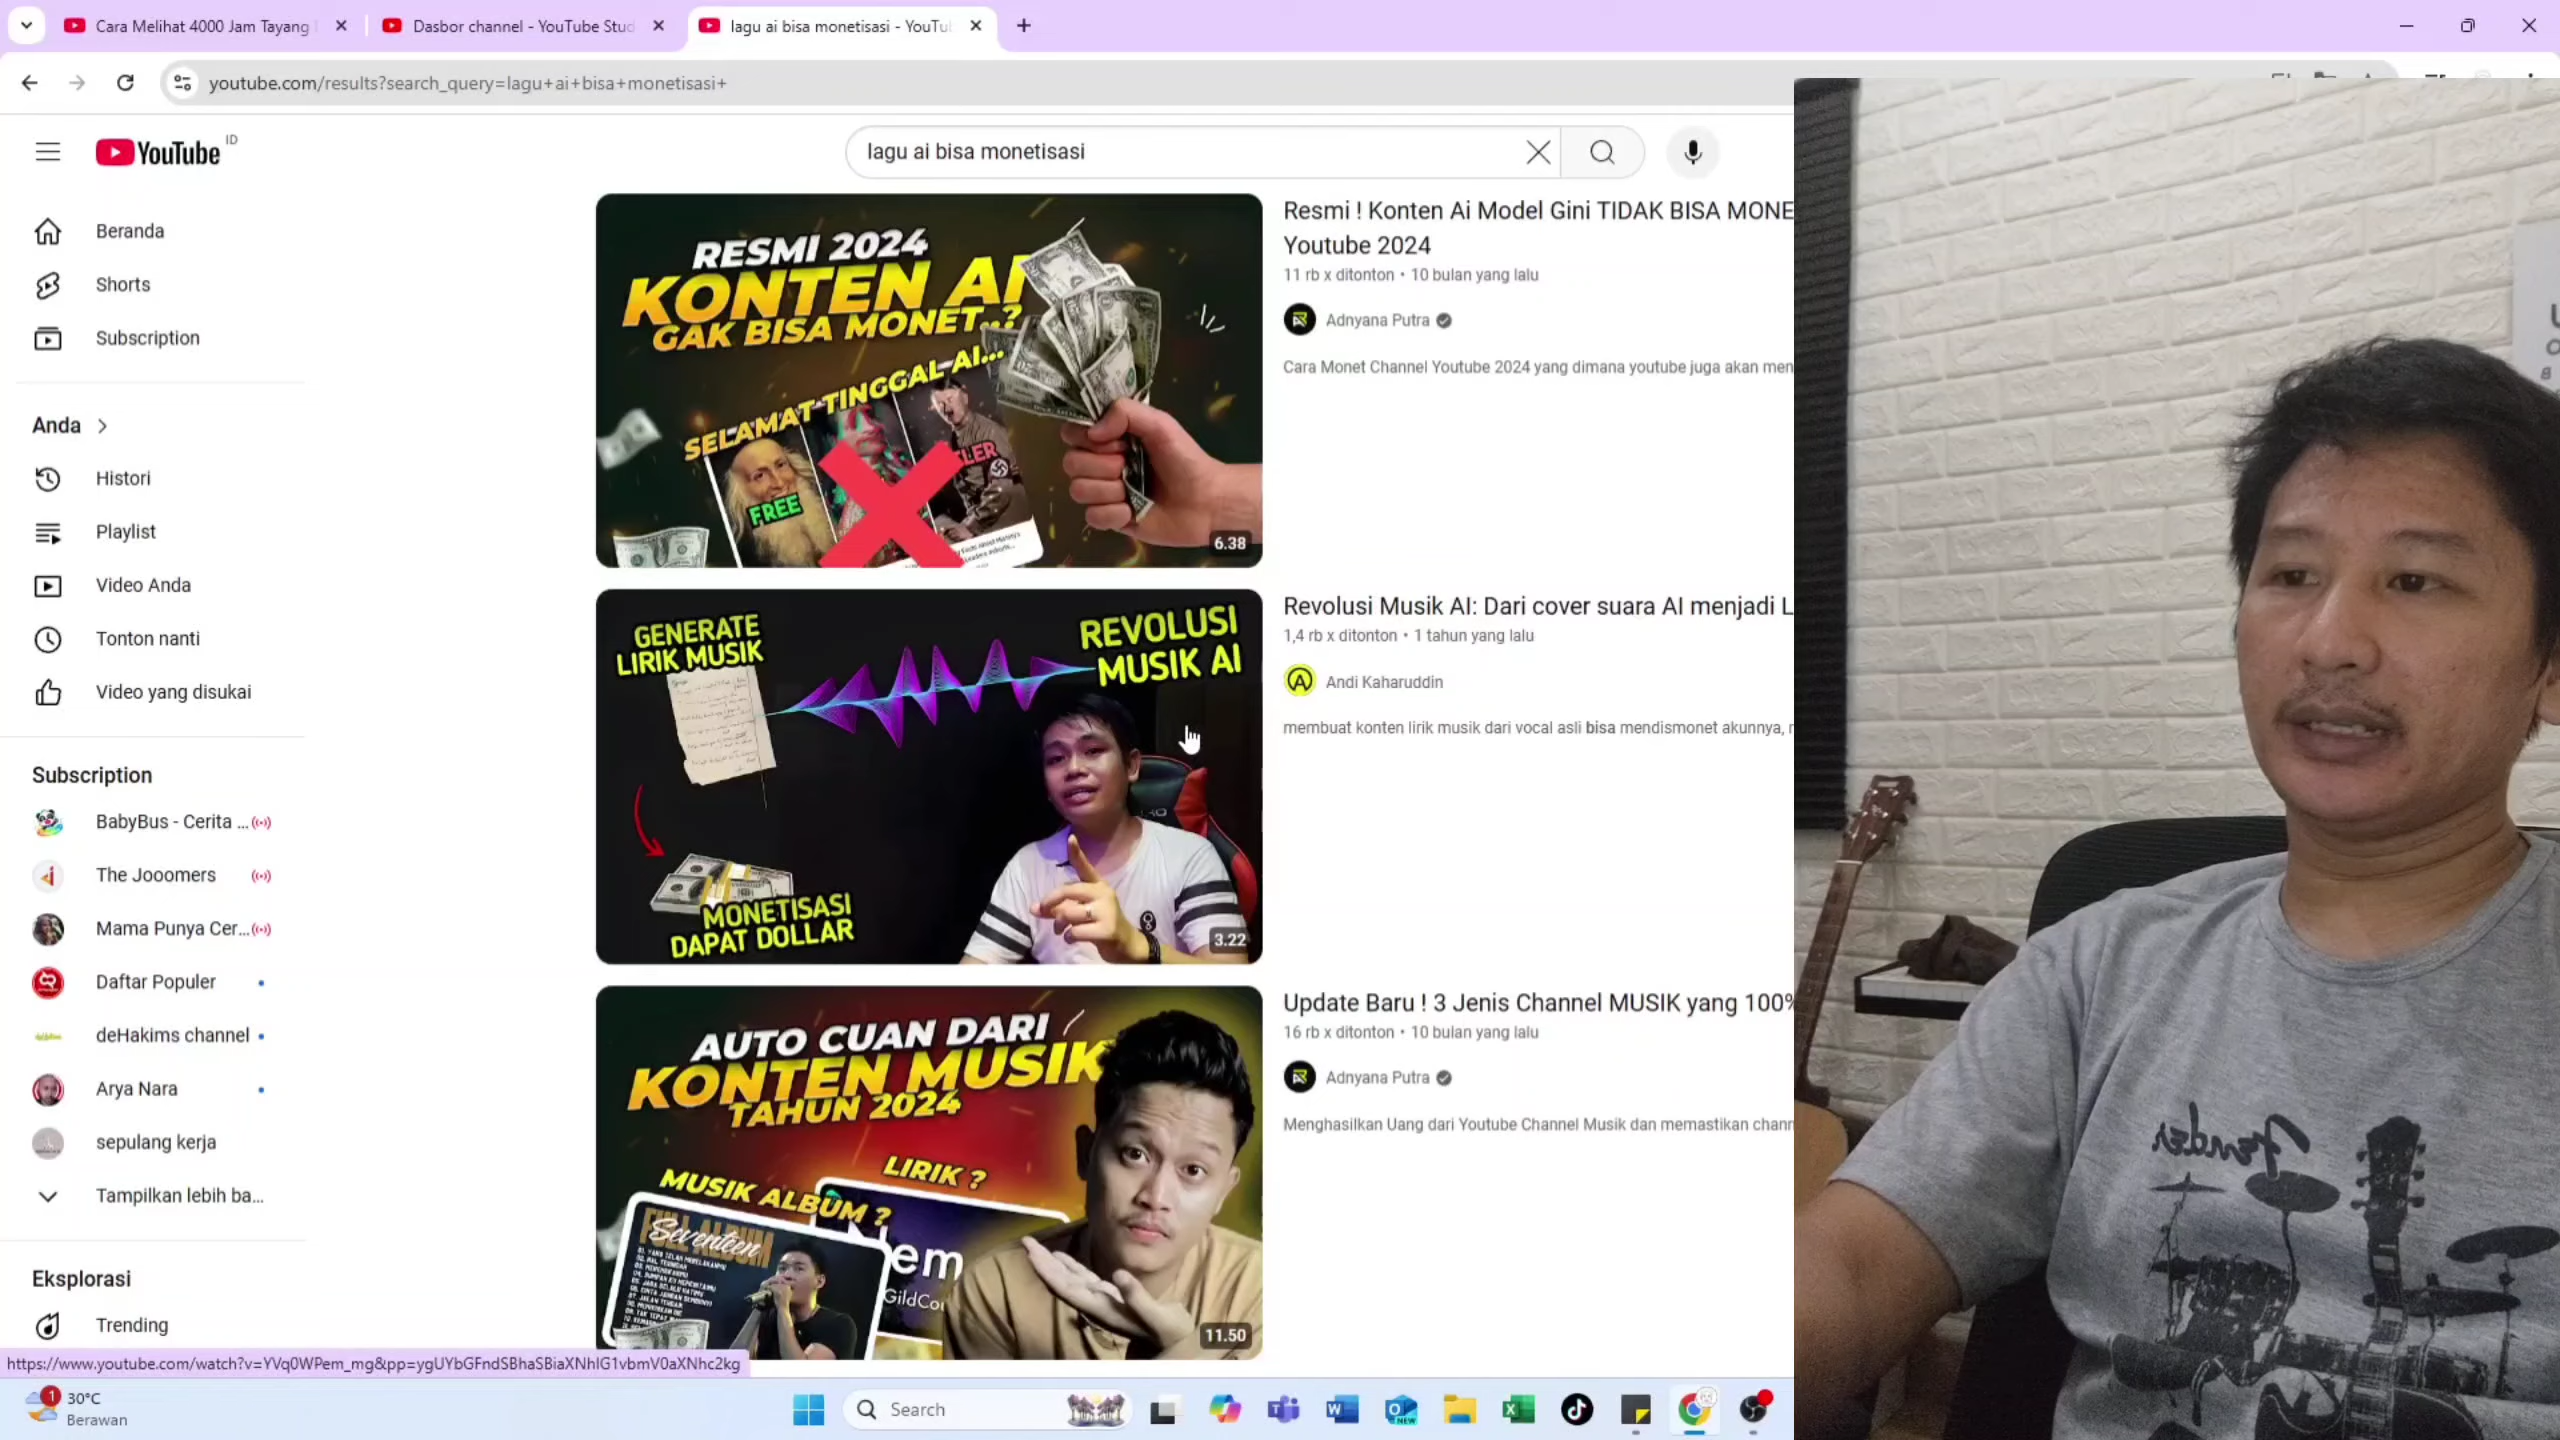 Cara Melihat 4000 Jam Tayang
Dasbor channel - YouTube Stud
lagu ai bisa monetisasi - YouTu
youtube.com/results?search_query=lagu+ai+bisa+monetisasi+
YouTube ID
lagu ai bisa monetisasi
Beranda
Shorts
Subscription
Anda
Histori
Playlist
Video Anda
Tonton nanti
Video yang disukai
Subscription
BabyBus - Cerita ...
The Jooomers
Mama Punya Cer...
Daftar Populer
deHakims channel
Arya Nara
sepulang kerja
Tampilkan lebih ba...
Eksplorasi
Trending
RESMI 2024
KONTEN AI
GAK BISA MONET..?
SELAMAT TINGGAL AI...
FREE
6.38
Resmi ! Konten Ai Model Gini TIDAK BISA MONE
Youtube 2024
11 rb x ditonton • 10 bulan yang lalu
Adnyana Putra
Cara Monet Channel Youtube 2024 yang dimana youtube juga akan men
GENERATE
LIRIK MUSIK
REVOLUSI
MUSIK AI
MONETISASI
DAPAT DOLLAR
3.22
Revolusi Musik AI: Dari cover suara AI menjadi L
1,4 rb x ditonton • 1 tahun yang lalu
Andi Kaharuddin
membuat konten lirik musik dari vocal asli bisa mendismonet akunnya, r
AUTO CUAN DARI
KONTEN MUSIK
TAHUN 2024
LIRIK ?
MUSIK ALBUM ?
FULL ALBUM
Seventeen
11.50
Update Baru ! 3 Jenis Channel MUSIK yang 100%
16 rb x ditonton • 10 bulan yang lalu
Adnyana Putra
Menghasilkan Uang dari Youtube Channel Musik dan memastikan chann
Fender
https://www.youtube.com/watch?v=YVq0WPem_mg&pp=ygUYbGFndSBhaSBiaXNhIG1vbmV0aXNhc2kg
1
30°C
Berawan
Search